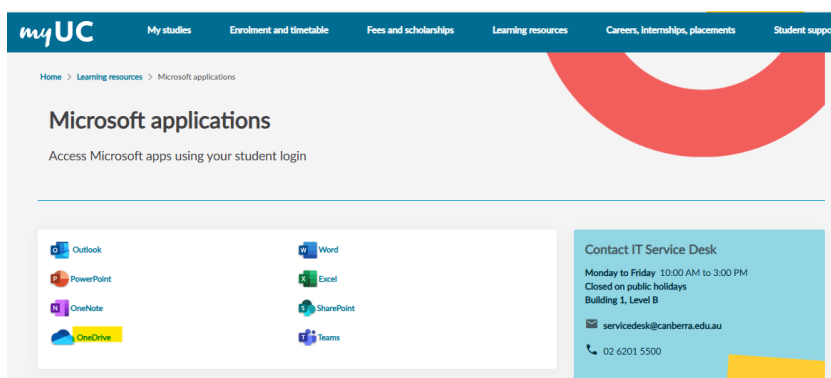 myUC
My studies Enrolment and timetable Fees and scholarships Learning resources Careers, internships, placements Student suppo
Home > Learning resources > Microsoft applications
Microsoft applications
Access Microsoft apps using your student login
Outlook
Word
PowerPoint
Excel
OneNote
SharePoint
OneDrive
Teams
Contact IT Service Desk
Monday to Friday 10:00 AM to 3:00 PM
Closed on public holidays
Building 1, Level B
servicedesk@canberra.edu.au
02 6201 5500